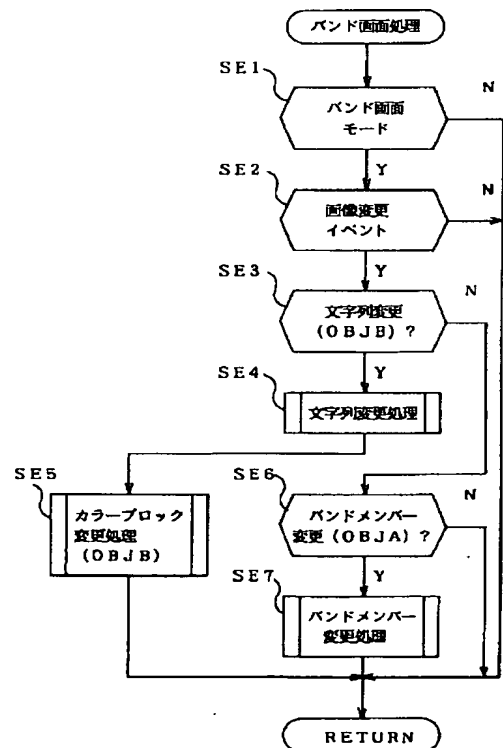 バンド画面処理
SE1
N
バンド画面
モード
Y
SE2
N
画像変更
イベント
Y
SE3
N
文字列変更
(OBJB)?
Y
SE4
文字列変更処理
SE5
SE6
N
カラーブロック
変更処理
(OBJB)
バンドメンバー
変更(OBJA)?
Y
SE7
バンドメンバー
変更処理
RETURN